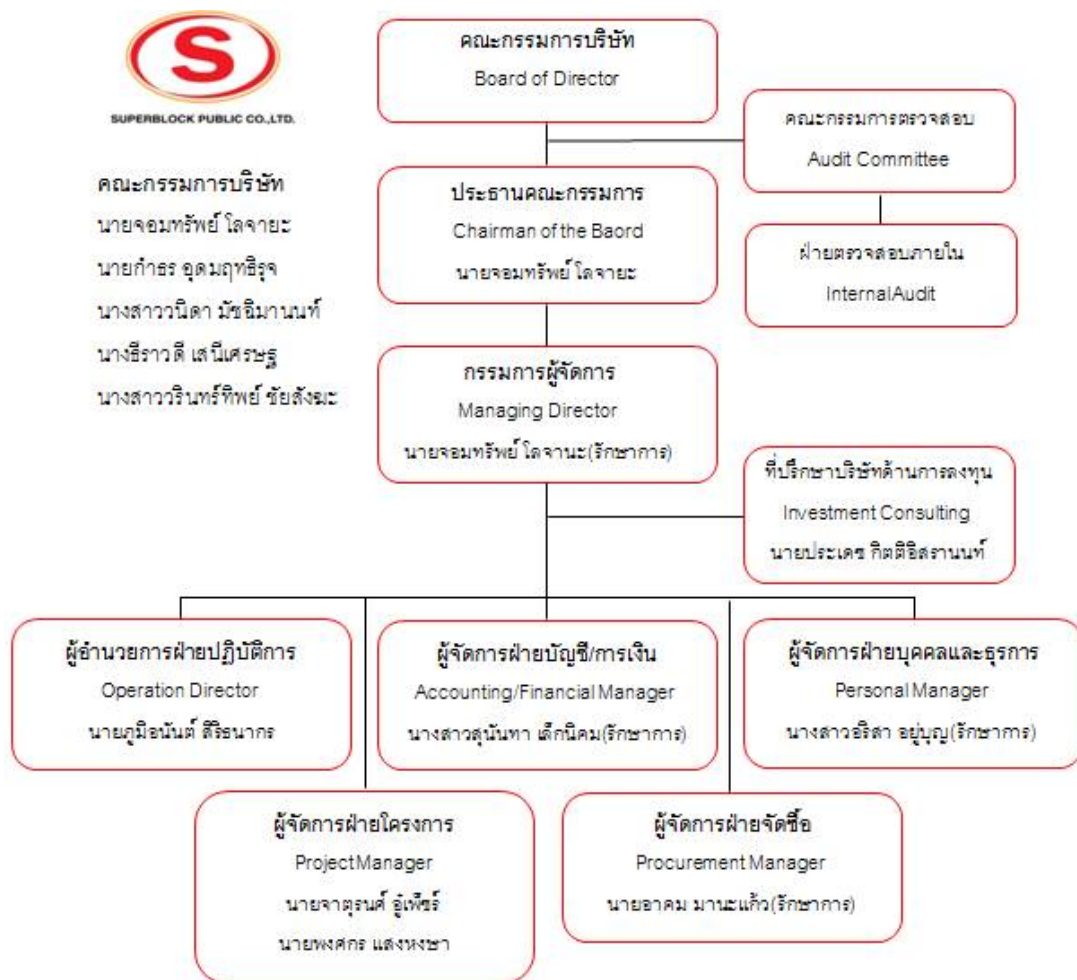 S
SUPERBLOCK PUBLIC CO.,LTD.
คณะกรรมการบริษัท
นายจอมทรัพย์ โลจายะ
นายกำธร อุดมฤทธิรุจ
นางสาววนิดา มัชฉิมานนท์
นางธีราวดี เสนีเศรษฐ
นางสาววรินทร์ทิพย์ ชัยสังฆะ
คณะกรรมการบริษัท
Board of Director
คณะกรรมการตรวจสอบ
Audit Committee
ประธานคณะกรรมการ
Chairman of the Baord
นายจอมทรัพย์ โลจายะ
ฝ่ายตรวจสอบภายใน
InternalAudit
กรรมการผู้จัดการ
Managing Director
นายจอมทรัพย์ โลจานะ(รักษาการ)
ที่ปรึกษาบริษัทด้านการลงทุน
Investment Consulting
นายประเดช กิตติอิสรานนท์
ผู้อำนวยการฝ่ายปฏิบัติการ
Operation Director
นายภูมิอนันต์ สิริธนากร
ผู้จัดการฝ่ายบัญชี/การเงิน
Accounting/Financial Manager
นางสาวสุนันทา เล็กนิคม(รักษาการ)
ผู้จัดการฝ่ายบุคคลและธุรการ
Personal Manager
นางสาวอริสา อยู่บุญ(รักษาการ)
ผู้จัดการฝ่ายโครงการ
ProjectManager
นายจาตุรนศ์ อู๋เพ็ชร์
นายพงศกร แสงหงษา
ผู้จัดการฝ่ายจัดซื้อ
Procurement Manager
นายอาคม มานะแก้ว(รักษาการ)